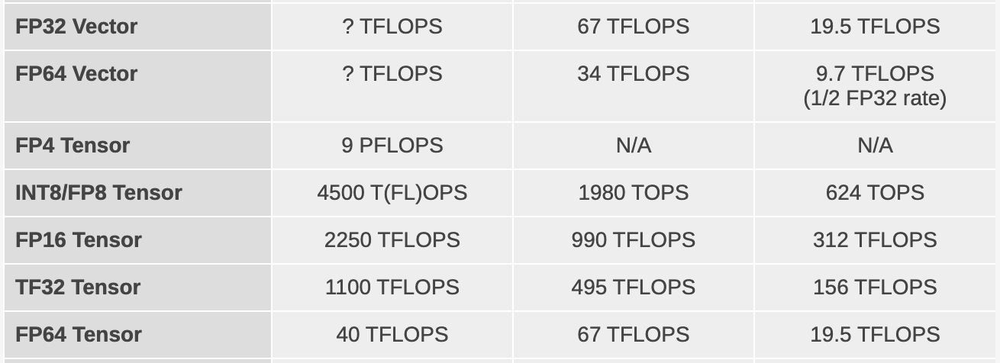 FP32 Vector ? TFLOPS 67 TFLOPS 19.5 TFLOPS
FP64 Vector ? TFLOPS 34 TFLOPS 9.7 TFLOPS
(1/2 FP32 rate)
FP4 Tensor 9 PFLOPS N/A N/A
INT8/FP8 Tensor 4500 T(FL)OPS 1980 TOPS 624 TOPS
FP16 Tensor 2250 TFLOPS 990 TFLOPS 312 TFLOPS
TF32 Tensor 1100 TFLOPS 495 TFLOPS 156 TFLOPS
FP64 Tensor 40 TFLOPS 67 TFLOPS 19.5 TFLOPS